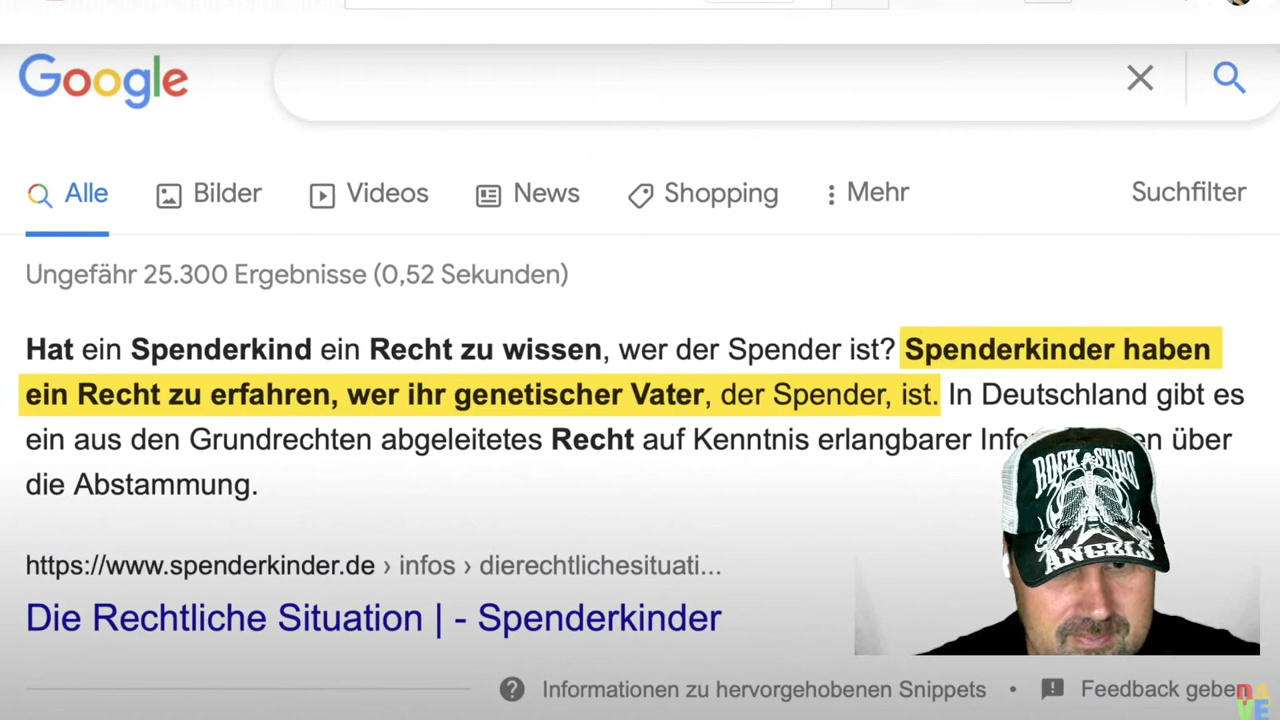 Google
Alle Bilder Videos News Shopping Mehr Suchfilter
Ungefähr 25.300 Ergebnisse (0,52 Sekunden)
Hat ein Spenderkind ein Recht zu wissen, wer der Spender ist? Spenderkinder haben
ein Recht zu erfahren, wer ihr genetischer Vater, der Spender, ist. In Deutschland gibt es
ein aus den Grundrechten abgeleitetes Recht auf Kenntnis erlangbarer über
die Abstammung.
ROCK STARS
ANGELS
https://www.spenderkinder.de › infos › dierechtlichesituati...
Die Rechtliche Situation | - Spenderkinder
Informationen zu hervorgehobenen Snippets • Feedback geben
DAVE